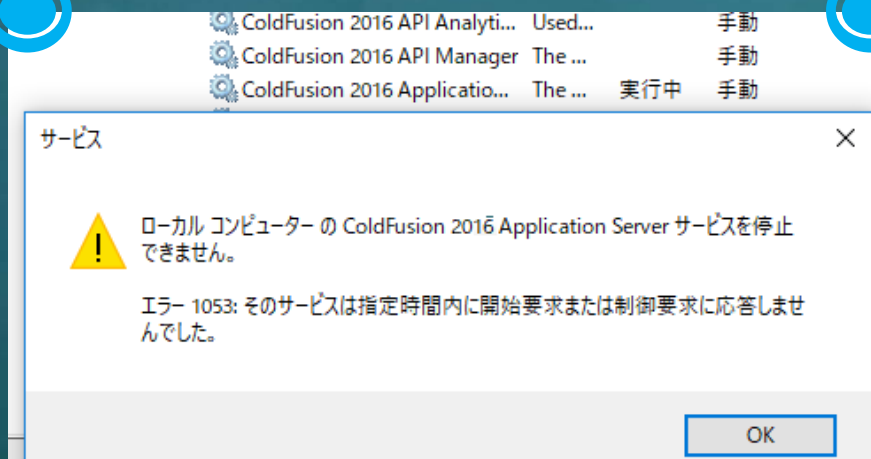 ColdFusion 2016 API Analyti... Used... 手動
ColdFusion 2016 API Manager The ... 手動
ColdFusion 2016 Applicatio... The ... 実行中 手動
サービス
ローカル コンピューター の ColdFusion 2016 Application Server サービスを停止
できません。
エラー 1053: そのサービスは指定時間内に開始要求または制御要求に応答しませ
んでした。
OK